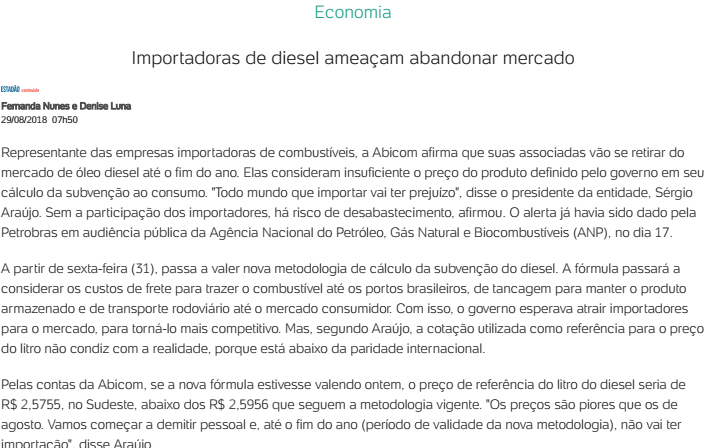 Economia
Importadoras de diesel ameaçam abandonar mercado
ESTADÃO conteúdo
Fernanda Nunes e Denise Luna
29/08/2018 07h50
Representante das empresas importadoras de combustíveis, a Abicom afirma que suas associadas vão se retirar do
mercado de óleo diesel até o fim do ano. Elas consideram insuficiente o preço do produto definido pelo governo em seu
cálculo da subvenção ao consumo. "Todo mundo que importar vai ter prejuízo", disse o presidente da entidade, Sérgio
Araújo. Sem a participação dos importadores, há risco de desabastecimento, afirmou. O alerta já havia sido dado pela
Petrobras em audiência pública da Agência Nacional do Petróleo, Gás Natural e Biocombustíveis (ANP), no dia 17.
A partir de sexta-feira (31), passa a valer nova metodologia de cálculo da subvenção do diesel. A fórmula passará a
considerar os custos de frete para trazer o combustível até os portos brasileiros, de tancagem para manter o produto
armazenado e de transporte rodoviário até o mercado consumidor. Com isso, o governo esperava atrair importadores
para o mercado, para torná-lo mais competitivo. Mas, segundo Araújo, a cotação utilizada como referência para o preço
do litro não condiz com a realidade, porque está abaixo da paridade internacional.
Pelas contas da Abicom, se a nova fórmula estivesse valendo ontem, o preço de referência do litro do diesel seria de
R$ 2,5755, no Sudeste, abaixo dos R$ 2,5956 que seguem a metodologia vigente. "Os preços são piores que os de
agosto. Vamos começar a demitir pessoal e, até o fim do ano (período de validade da nova metodologia), não vai ter
importação", disse Araújo